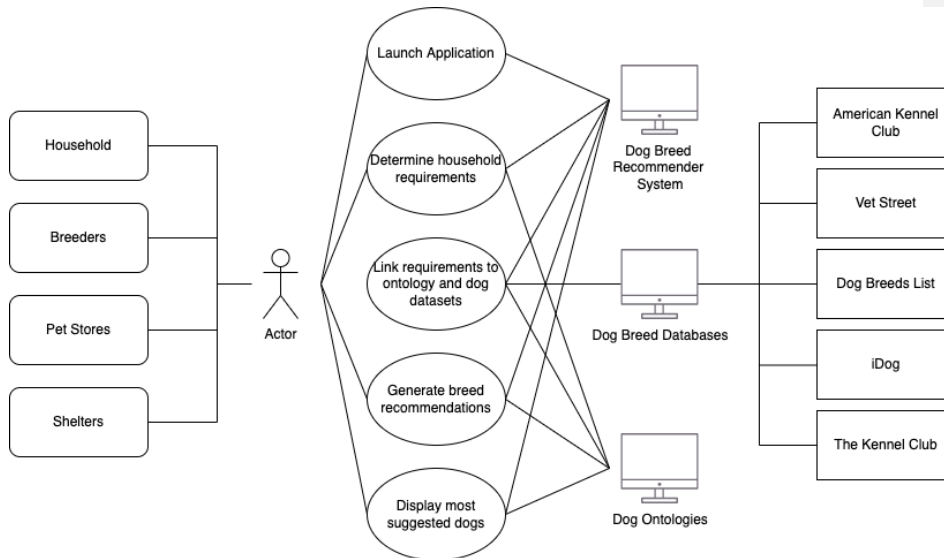 Household
Breeders
Pet Stores
Shelters
Actor
Launch Application
Determine household
requirements
Link requirements to
ontology and dog
datasets
Generate breed
recommendations
Display most
suggested dogs
Dog Breed
Recommender
System
Dog Breed Databases
Dog Ontologies
American Kennel
Club
Vet Street
Dog Breeds List
iDog
The Kennel Club